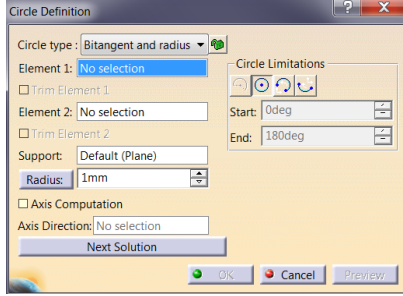 Circle Definition
?
X
Circle type : Bitangent and radius
Element 1: No selection
Trim Element 1
Element 2: No selection
Trim Element 2
Support: Default (Plane)
Radius: 1mm
Axis Computation
Axis Direction: No selection
Next Solution
Circle Limitations
Start: 0deg
End: 180deg
OK
Cancel
Preview